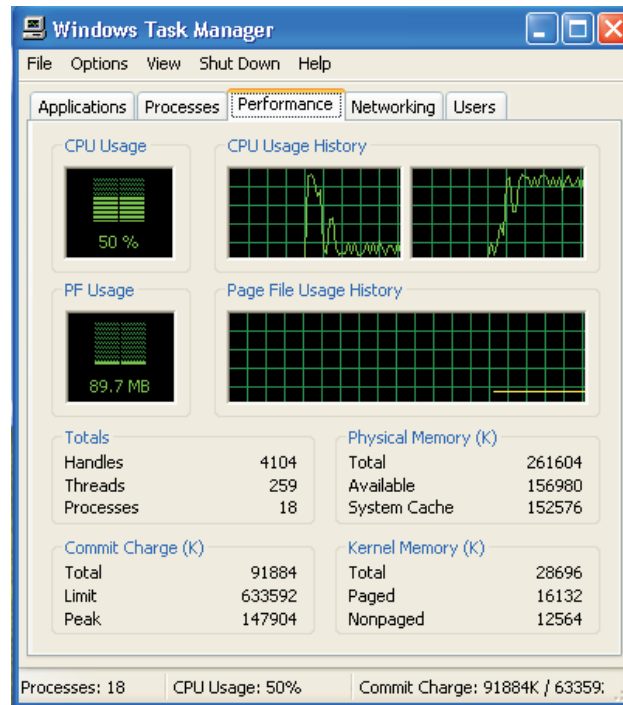 Windows Task Manager
File Options View Shut Down Help
Applications Processes Performance Networking Users
CPU Usage CPU Usage History
50 %
PF Usage Page File Usage History
89.7 MB
Totals
Handles 4104
Threads 259
Processes 18
Physical Memory (K)
Total 261604
Available 156980
System Cache 152576
Commit Charge (K)
Total 91884
Limit 633592
Peak 147904
Kernel Memory (K)
Total 28696
Paged 16132
Nonpaged 12564
Processes: 18 CPU Usage: 50% Commit Charge: 91884K /